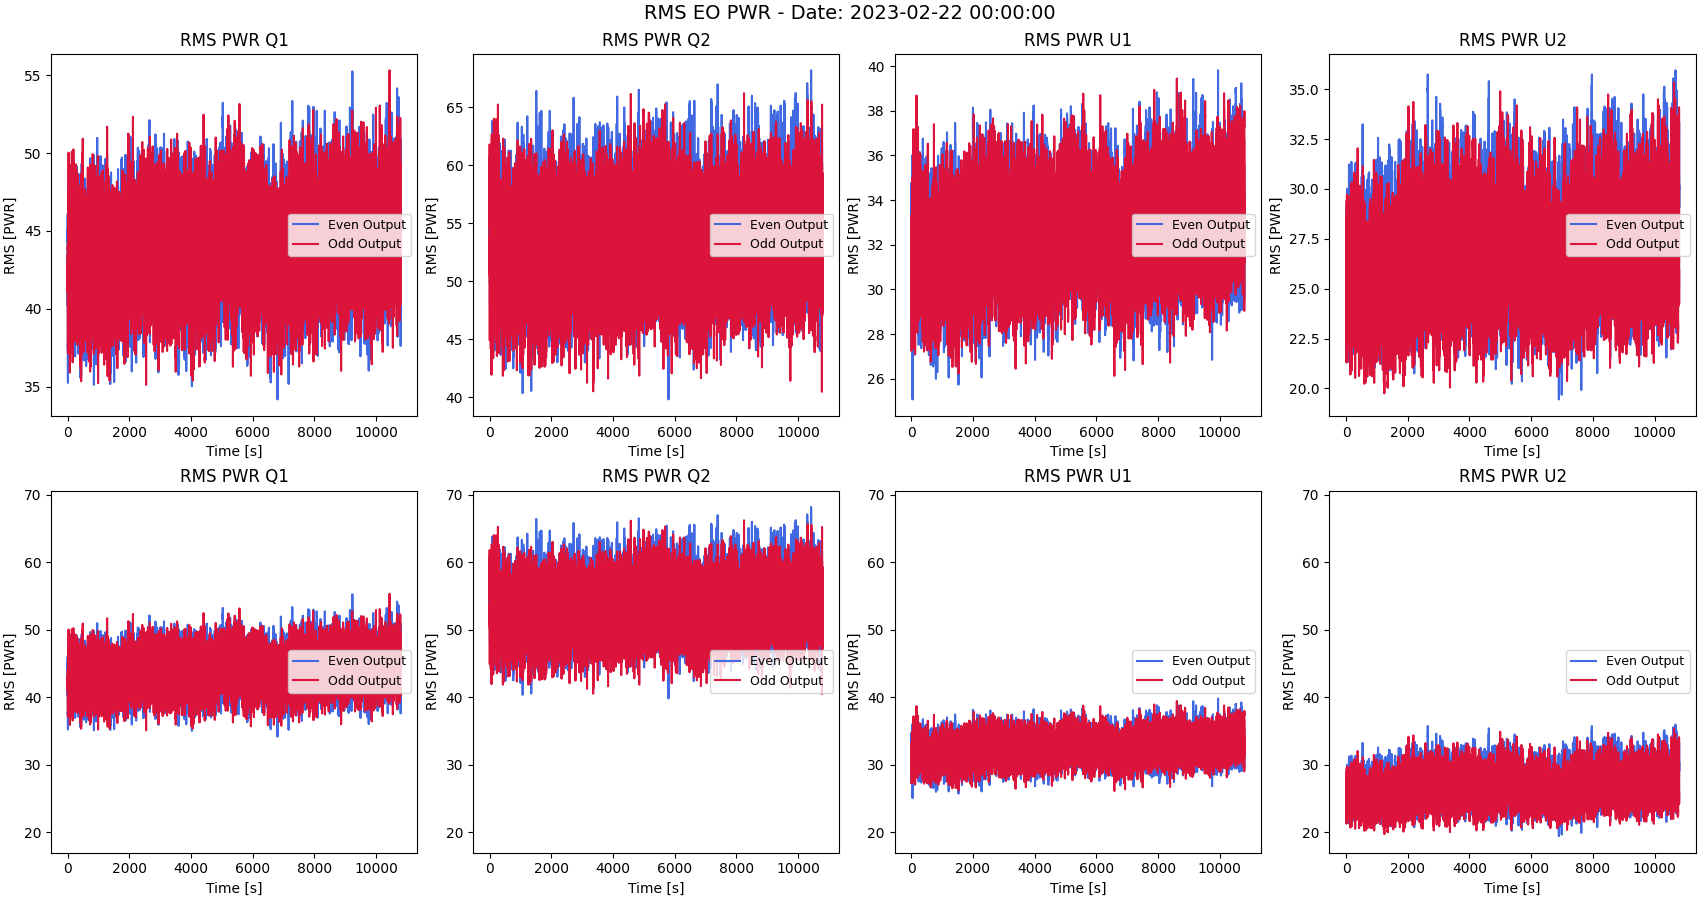 RMS EO PWR - Date: 2023-02-22 00:00:00
RMS PWR Q1
RMS PWR Q2
RMS PWR U1
RMS PWR U2
RMS [PWR]
55
50
45
40
35
Even Output
Odd Output
0 2000 4000 6000 8000 10000
Time [s]
RMS [PWR]
65
60
55
50
45
40
Even Output
Odd Output
0 2000 4000 6000 8000 10000
Time [s]
RMS [PWR]
40
38
36
34
32
30
28
26
Even Output
Odd Output
0 2000 4000 6000 8000 10000
Time [s]
RMS [PWR]
35.0
32.5
30.0
27.5
25.0
22.5
20.0
Even Output
Odd Output
0 2000 4000 6000 8000 10000
Time [s]
RMS PWR Q1
RMS PWR Q2
RMS PWR U1
RMS PWR U2
RMS [PWR]
70
60
50
40
30
20
Even Output
Odd Output
0 2000 4000 6000 8000 10000
Time [s]
RMS [PWR]
70
60
50
40
30
20
Even Output
Odd Output
0 2000 4000 6000 8000 10000
Time [s]
RMS [PWR]
70
60
50
40
30
20
Even Output
Odd Output
0 2000 4000 6000 8000 10000
Time [s]
RMS [PWR]
70
60
50
40
30
20
Even Output
Odd Output
0 2000 4000 6000 8000 10000
Time [s]